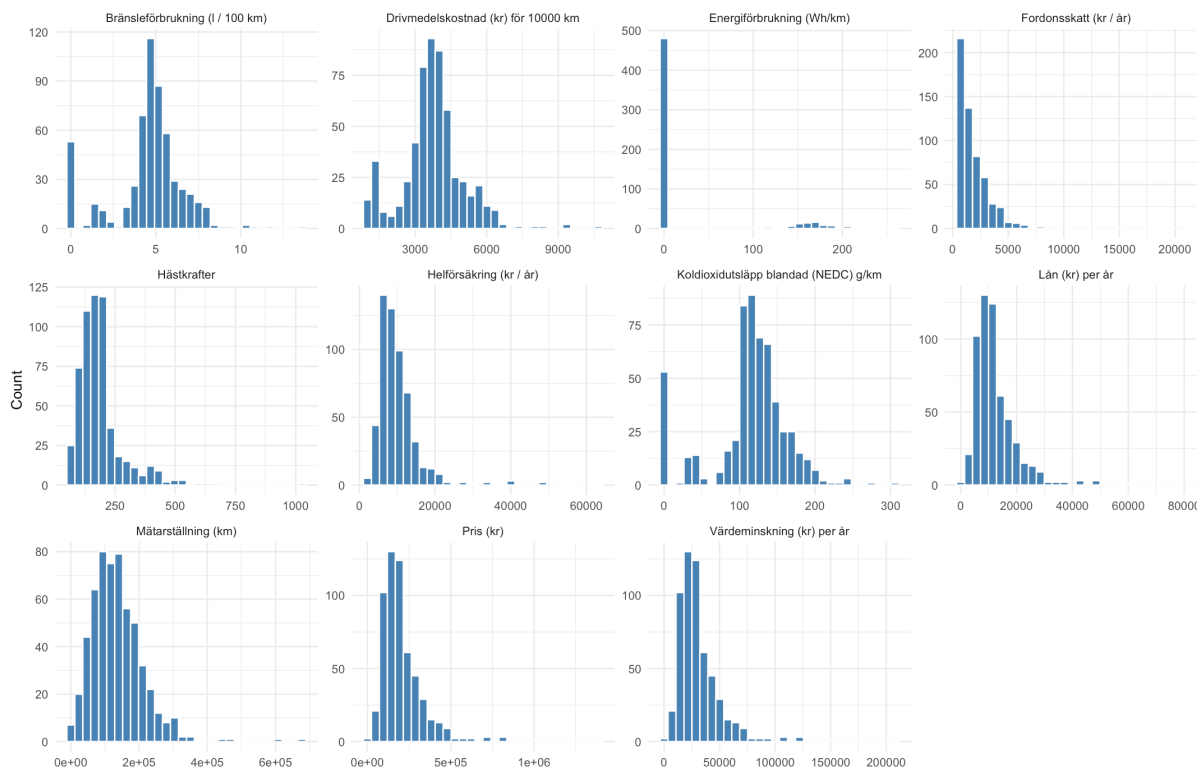 Bränsleförbrukning (l / 100 km)
120
90
60
30
0
0 5 10
Drivmedelskostnad (kr) för 10000 km
75
50
25
0
3000 6000 9000
Energiförbrukning (Wh/km)
500
400
300
200
100
0
0 100 200
Fordonsskatt (kr / år)
200
150
100
50
0
0 5000 10000 15000 20000
Count
Hästkrafter
125
100
75
50
25
0
250 500 750 1000
Helförsäkring (kr / år)
100
50
0
0 20000 40000 60000
Koldioxidutsläpp blandad (NEDC) g/km
75
50
25
0
0 100 200 300
Lån (kr) per år
100
50
0
0 20000 40000 60000 80000
Mätarställning (km)
80
60
40
20
0
0e+00 2e+05 4e+05 6e+05
Pris (kr)
100
50
0
0e+00 5e+05 1e+06
Värdeminskning (kr) per år
100
50
0
0 50000 100000 150000 200000